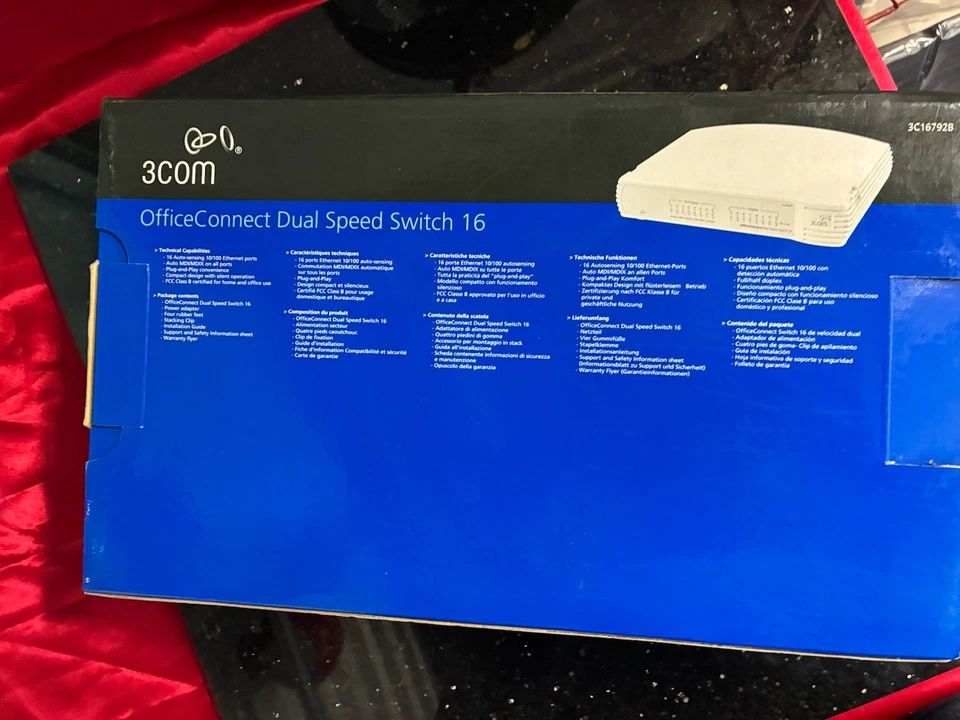 3COM ®
3C16792B
OfficeConnect Dual Speed Switch 16
> Technical Capabilities
- 16 Auto-sensing 10/100 Ethernet ports
- Auto MDI/MDIX on all ports
- Plug-and-Play convenience
- Compact design with silent operation
- FCC Class B certified for home and office use
> Package contents
- OfficeConnect Dual Speed Switch 16
- Power adapter
- Four rubber feet
- Stacking Clip
- Installation Guide
- Support and Safety Information sheet
- Warranty flyer
> Caractéristiques techniques
- 16 ports Ethernet 10/100 auto-sensing
- Commutation MDI/MDIX automatique
sur tous les ports
- Plug-and-Play
- Design compact et silencieux
- Certifié FCC Class B pour usage
domestique et bureautique
> Composition du produit
- OfficeConnect Dual Speed Switch 16
- Alimentation secteur
- Quatre pieds caoutchouc
- Clip de fixation
- Guide d'installation
- Fiche d'information Compatibilité et sécurité
- Carte de garantie
> Caratteristiche tecniche
- 16 porte Ethernet 10/100 autosensing
- Auto MDI/MDIX su tutte le porte
- Tutta la praticità del "plug-and-play"
- Modello compatto con funzionamento
silenzioso
- FCC Classe B approvato per l'uso in ufficio
e a casa
> Contenuto della scatola
- OfficeConnect Dual Speed Switch 16
- Adattatore di alimentazione
- Quattro piedini di gomma
- Accessorio per montaggio in stack
- Guida all'installazione
- Scheda contenente informazioni di sicurezza
e manutenzione
- Opuscolo della garanzia
> Technische Funktionen
- 16 Autosensing 10/100 Ethernet-Ports
- Auto MDI/MDIX an allen Ports
- Plug-and-Play Komfort
- Kompaktes Design mit flüsterleisem Betrieb
- Zertifizierung nach FCC Klasse B für
private und
geschäftliche Nutzung
> Lieferumfang
- OfficeConnect Dual Speed Switch 16
- Netzteil
- Vier Gummifüße
- Stapelklemme
- Installationsanleitung
- Support and Safety Information sheet
(Informationsblatt zu Support und Sicherheit)
- Warranty Flyer (Garantieinformationen)
> Capacidades técnicas
- 16 puertos Ethernet 10/100 con
detección automática
- Full/half duplex
- Funcionamiento plug-and-play
- Diseño compacto con funcionamiento silencioso
- Certificación FCC Clase B para uso
doméstico y profesional
> Contenido del paquete
- OfficeConnect Switch 16 de velocidad dual
- Adaptador de alimentación
- Cuatro pies de goma- Clip de apilamiento
- Guía de instalación
- Hoja informativa de soporte y seguridad
- Folleto de garantía
3COM